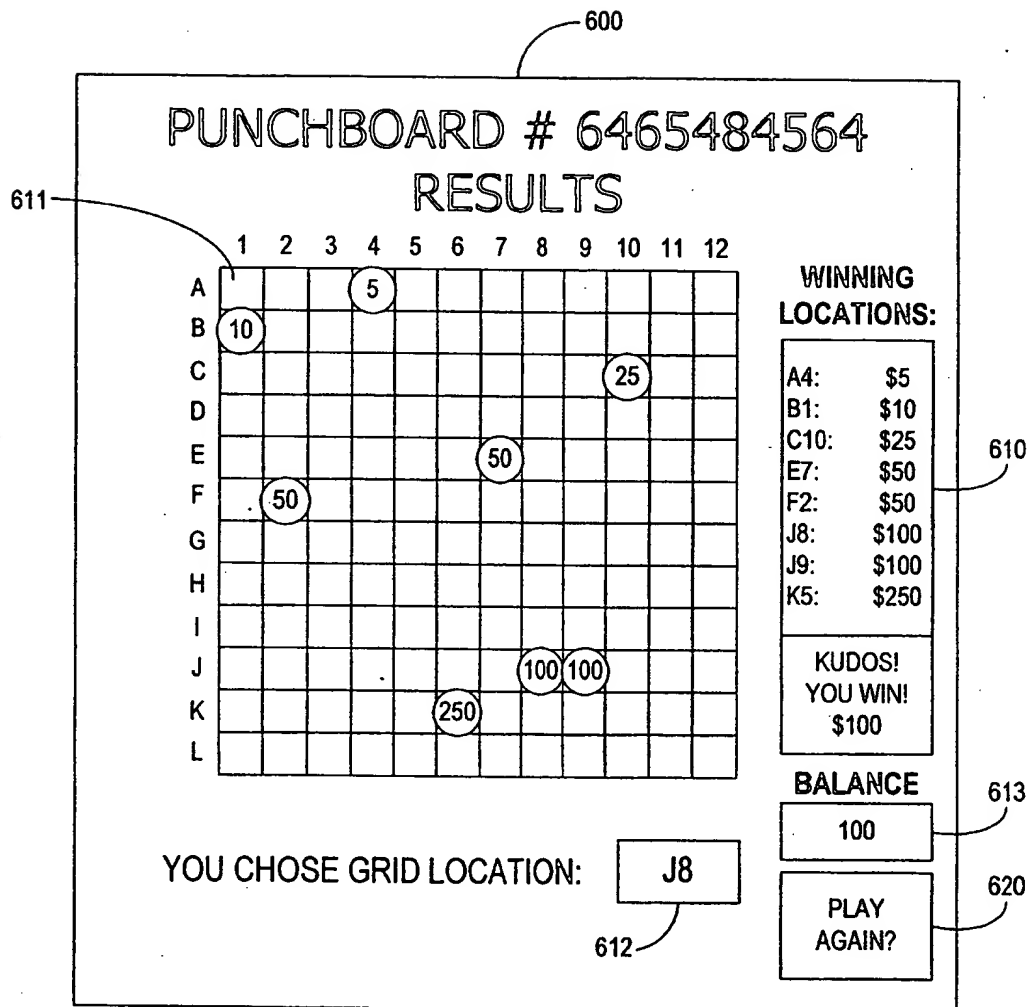 600
PUNCHBOARD # 6465484564
RESULTS
611
1 2 3 4 5 6 7 8 9 10 11 12
A 5
B 10
C 25
D
E 50
F 50
G
H
I
J 100 100
K 250
L
WINNING
LOCATIONS:
A4: $5
B1: $10
C10: $25
E7: $50
F2: $50
J8: $100
J9: $100
K5: $250
610
KUDOS!
YOU WIN!
$100
BALANCE
100
613
YOU CHOSE GRID LOCATION: J8
612
PLAY
AGAIN?
620